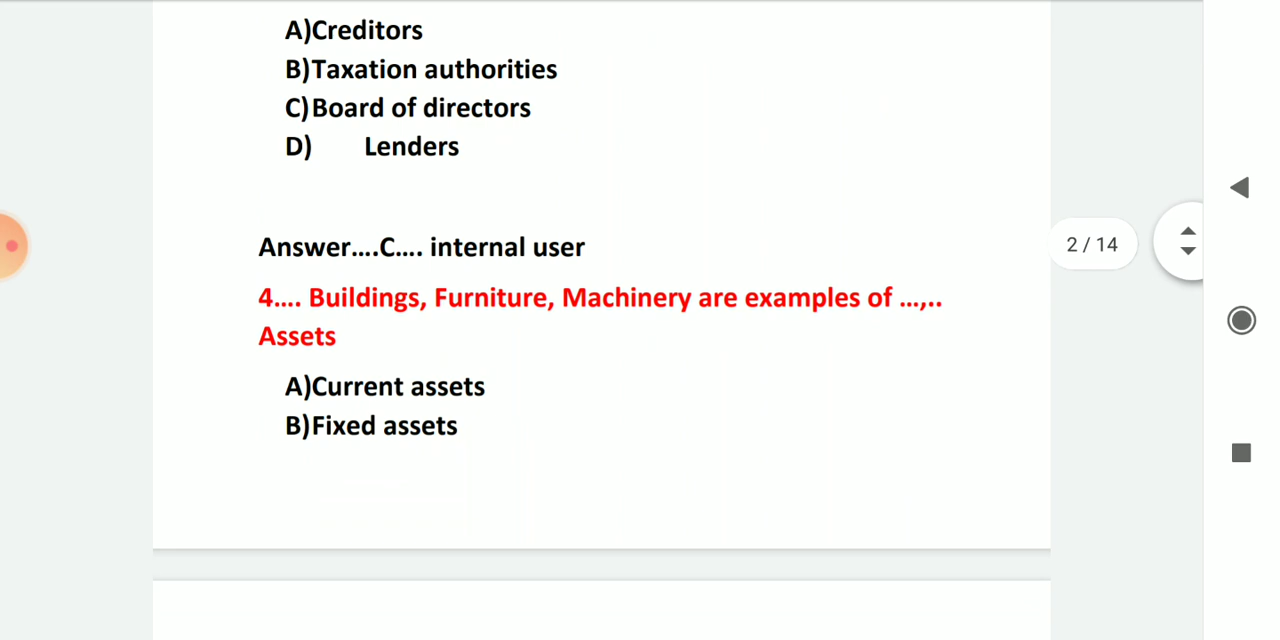 A)Creditors
B)Taxation authorities
C)Board of directors
D) Lenders
Answer....C.... internal user
4.... Buildings, Furniture, Machinery are examples of ...,..
Assets
A)Current assets
B)Fixed assets
2 / 14